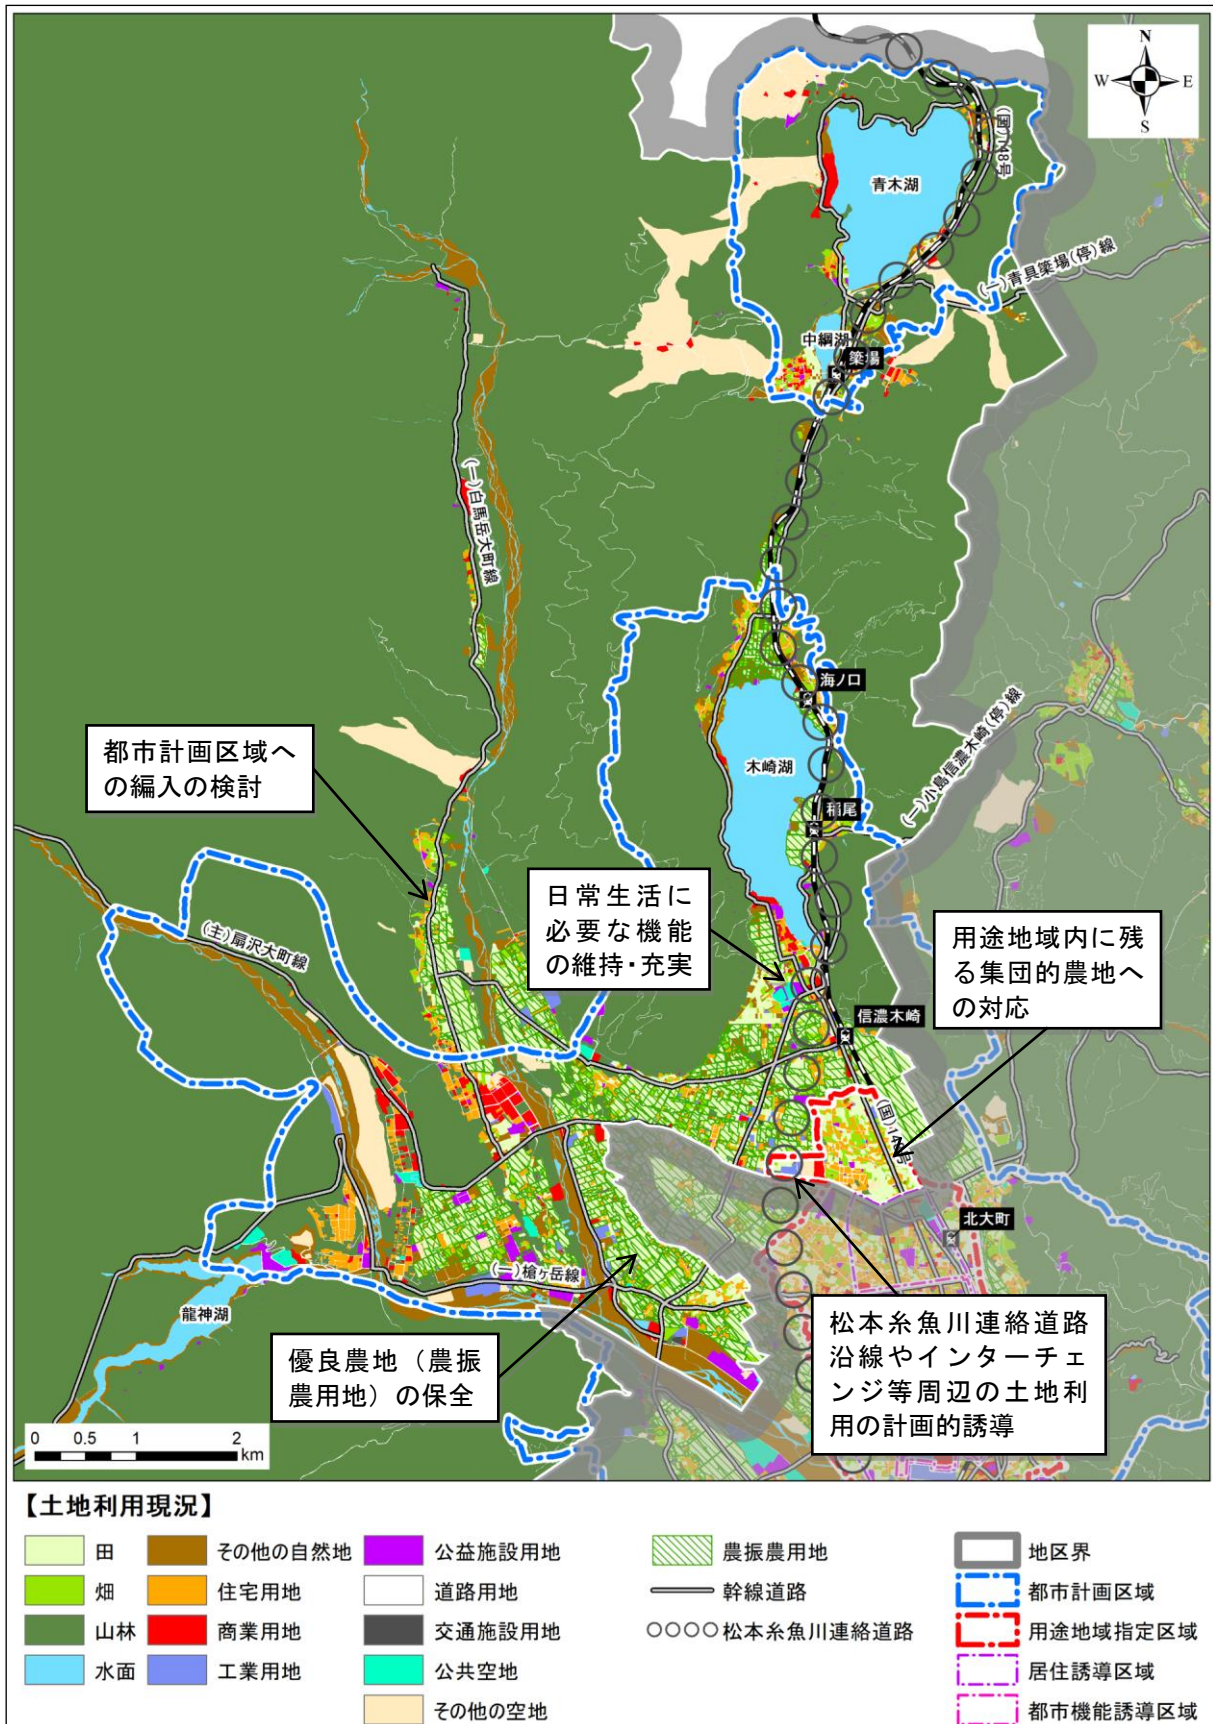 N
W
E
S
(国)148号
青木湖
(一)青具簗場(停)線
中綱湖
簗場
(一)白馬岳大町線
海ノ口
都市計画区域へ
の編入の検討
木崎湖
(一)小島信濃木崎(停)線
稲尾
日常生活に
必要な機能
の維持・充実
用途地域内に残
る集団的農地へ
の対応
(主)扇沢大町線
信濃木崎
(国)148号
北大町
(一)槍ヶ岳線
龍神湖
優良農地（農振
農用地）の保全
松本糸魚川連絡道路
沿線やインターチェ
ンジ等周辺の土地利
用の計画的誘導
0 0.5 1 2
km
【土地利用現況】
田
その他の自然地
公益施設用地
農振農用地
地区界
畑
住宅用地
道路用地
幹線道路
都市計画区域
山林
商業用地
交通施設用地
松本糸魚川連絡道路
用途地域指定区域
水面
工業用地
公共空地
居住誘導区域
その他の空地
都市機能誘導区域